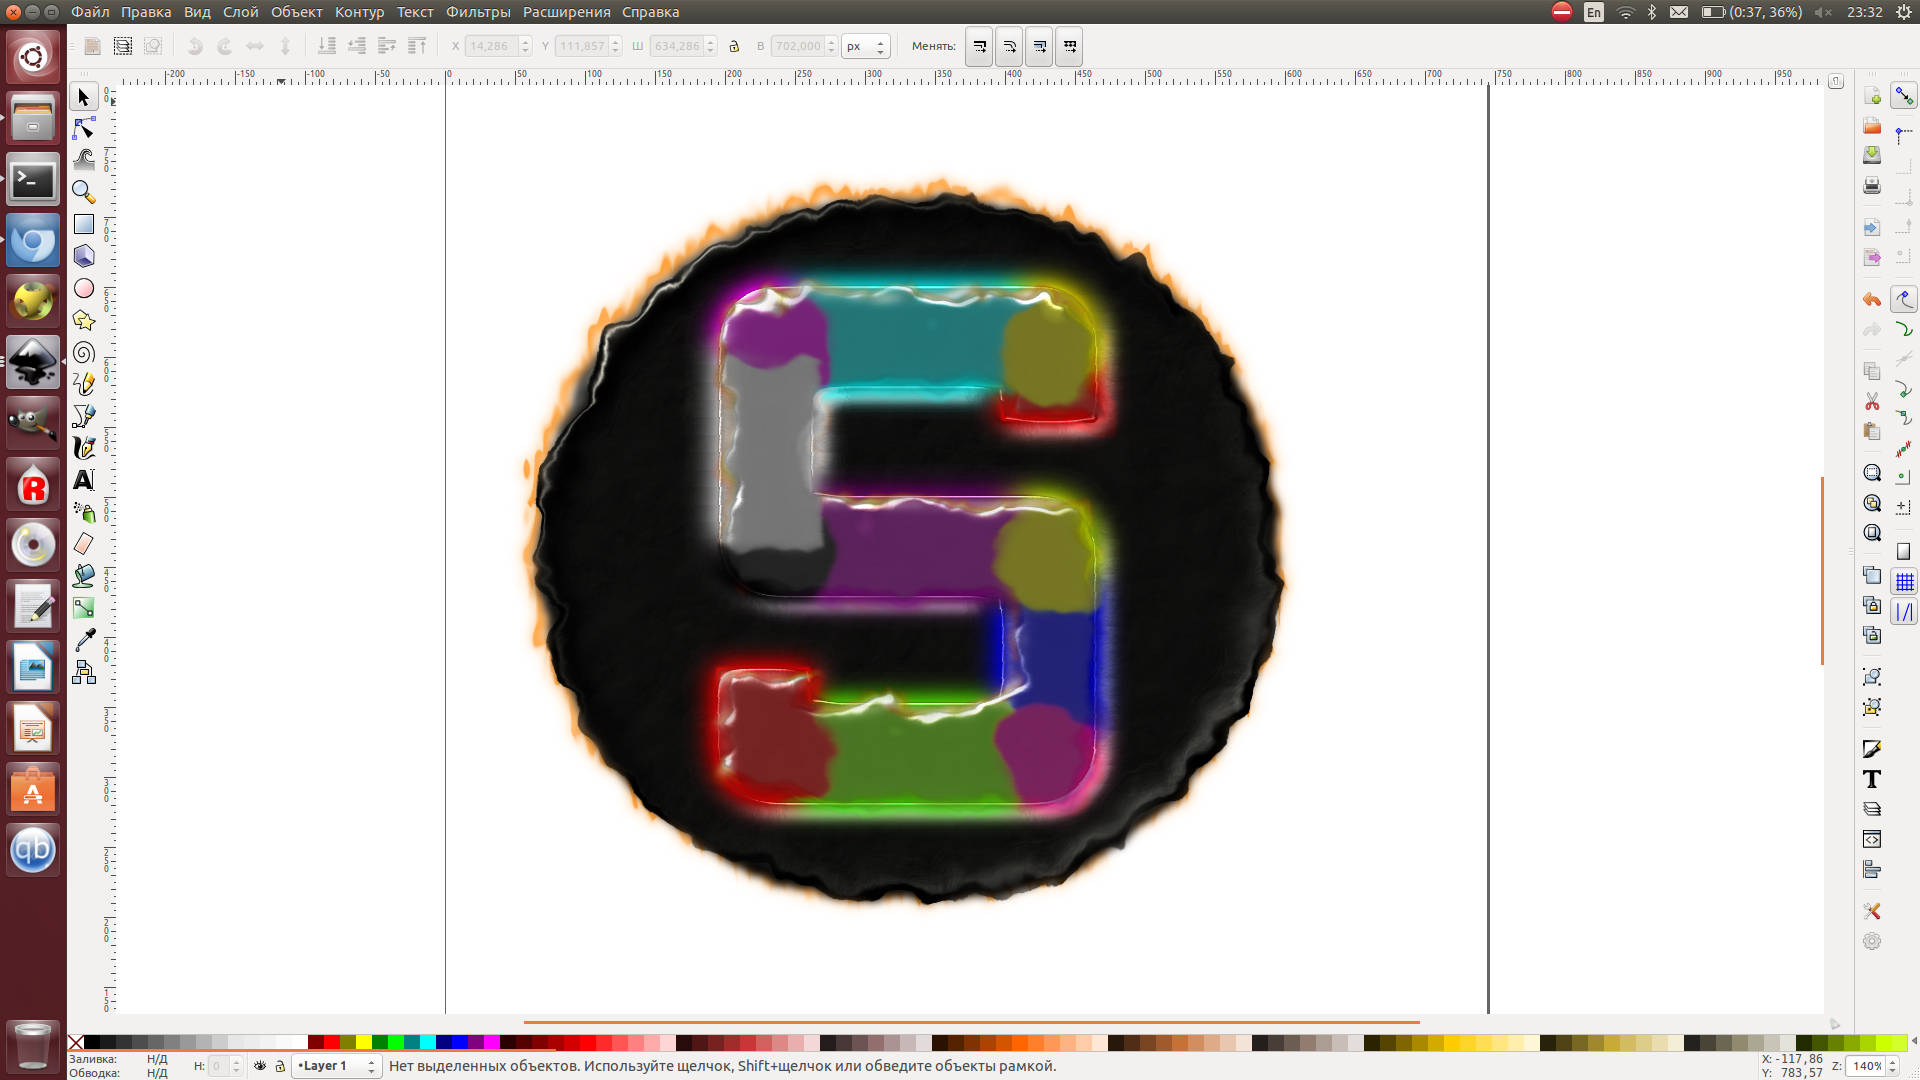 Файл Правка Вид Слой Объект Контур Текст Фильтры Расширения Справка
En (0:37, 36%) 23:32
X 14,286 Y 111,857 Ш 634,286 В 702,000 px Менять:
-200 -150 -100 -50 0 50 100 150 200 250 300 350 400 450 500 550 600 650 700 750 800 850 900 950
Заливка: Н/Д
Обводка: Н/Д
Н: 0
•Layer 1
Нет выделенных объектов. Используйте щелчок, Shift+щелчок или обведите объекты рамкой.
X: -117,86
Y: 783,57
Z: 140%